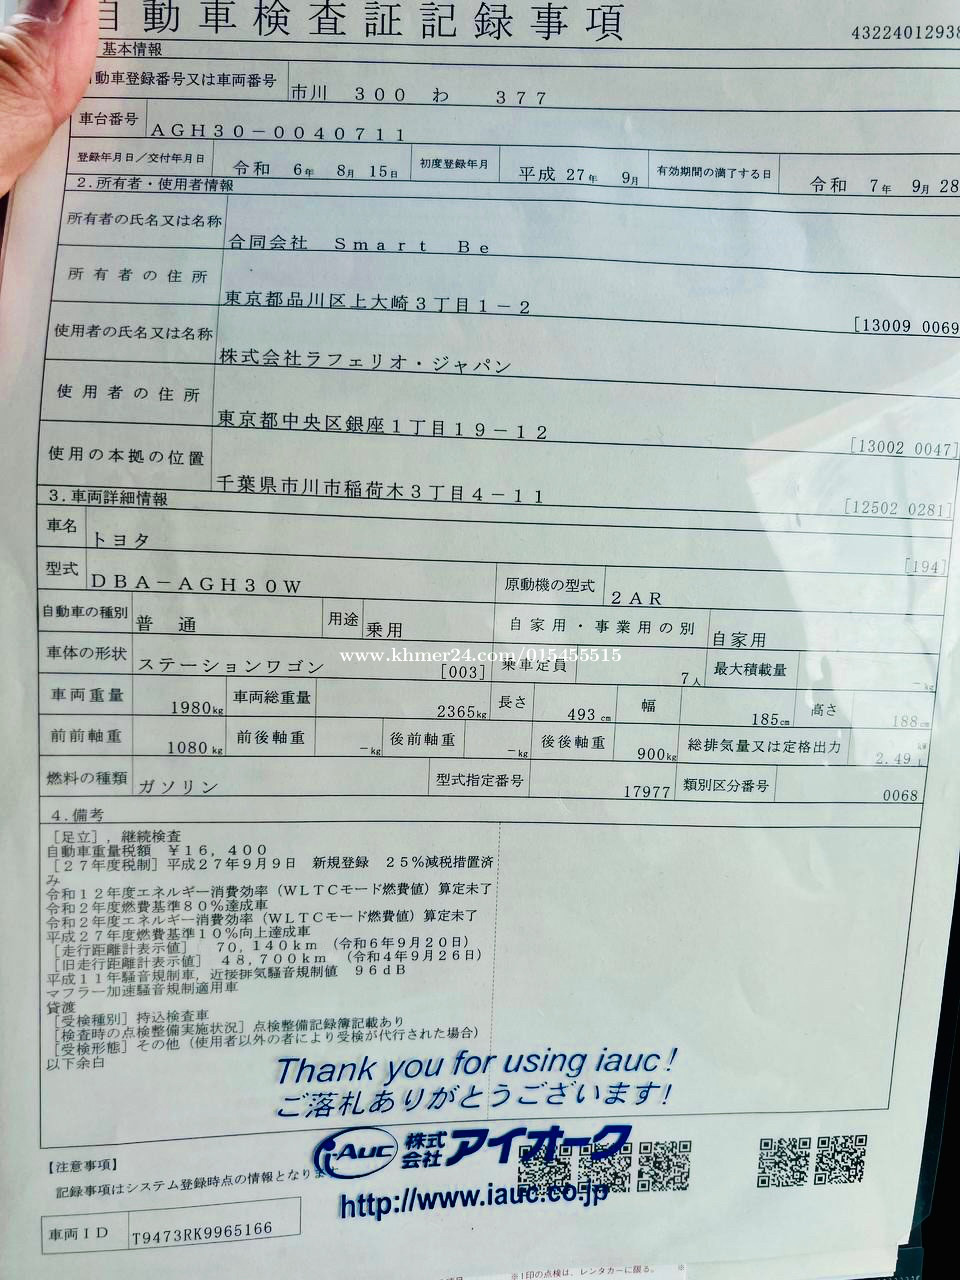 自動車検査証記録事項
43224012938
基本情報
自動車登録番号又は車両番号 市川 300 わ 377
車台番号 AGH30-0040711
登録年月日/交付年月日 令和 6年 8月 15日 初度登録年月 平成 27年 9月 有効期間の満了する日 令和 7年 9月 28
2.所有者・使用者情報
所有者の氏名又は名称 合同会社 Smart Be
所有者の住所 東京都品川区上大崎3丁目1-2 [13009 0069
使用者の氏名又は名称 株式会社ラフェリオ・ジャパン
使用者の住所 東京都中央区銀座1丁目19-12 [13002 0047]
使用の本拠の位置 千葉県市川市稲荷木3丁目4-11 [12502 0281]
3.車両詳細情報
車名 トヨタ [194]
型式 DBA-AGH30W 原動機の型式 2AR
自動車の種別 普通 用途 乗用 自家用・事業用の別 自家用
車体の形状 ステーションワゴン [003] 乗車定員 7人 最大積載量 -kg
www.khmer24.com/015455515
車両重量 1980kg 車両総重量 2365kg 長さ 493cm 幅 185cm 高さ 188cm
前前軸重 1080kg 前後軸重 -kg 後前軸重 -kg 後後軸重 900kg 総排気量又は定格出力 2.49 kW L
燃料の種類 ガソリン 型式指定番号 17977 類別区分番号 0068
4.備考
[足立],継続検査
自動車重量税額 ¥16,400
[27年度税制]平成27年9月9日 新規登録 25%減税措置済
み
令和12年度エネルギー消費効率(WLTCモード燃費値)算定未了
令和2年度燃費基準80%達成車
令和2年度エネルギー消費効率(WLTCモード燃費値)算定未了
平成27年度燃費基準10%向上達成車
[走行距離計表示値] 70,140km (令和6年9月20日)
[旧走行距離計表示値] 48,700km (令和4年9月26日)
平成11年騒音規制車,近接排気騒音規制値 96dB
マフラー加速騒音規制適用車
貸渡
[受検種別]持込検査車
[検査時の点検整備実施状況]点検整備記録簿記載あり
[受検形態]その他(使用者以外の者により受検が代行された場合)
以下余白
Thank you for using iauc!
ご落札ありがとうございます!
i-AUC 株式会社 アイオーク
http://www.iauc.co.jp
【注意事項】
記録事項はシステム登録時点の情報となります
車両ID T9473RK9965166
※1印の点検は、レンタカーに限る。 ※